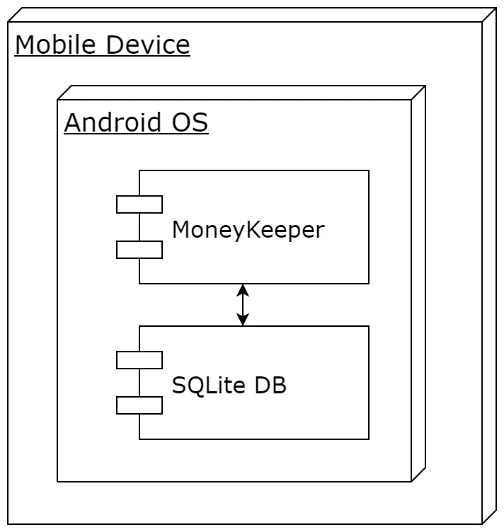 Mobile Device
Android OS
MoneyKeeper
SQLite DB